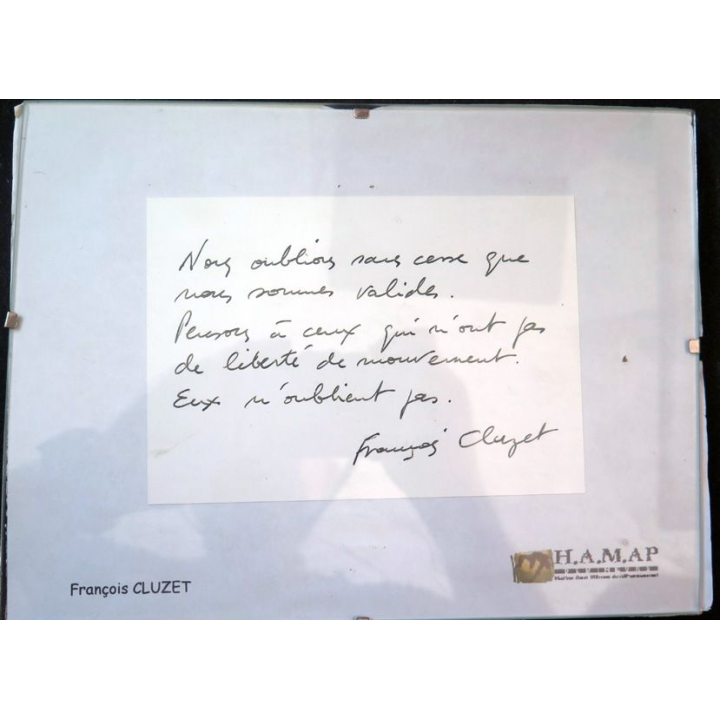 Nous oublions sans cesse que
nous sommes valides.
Pensons à ceux qui n'ont pas
de liberté de mouvement.
Eux n'oublient pas.
François Cluzet
François CLUZET
H.A.M.AP